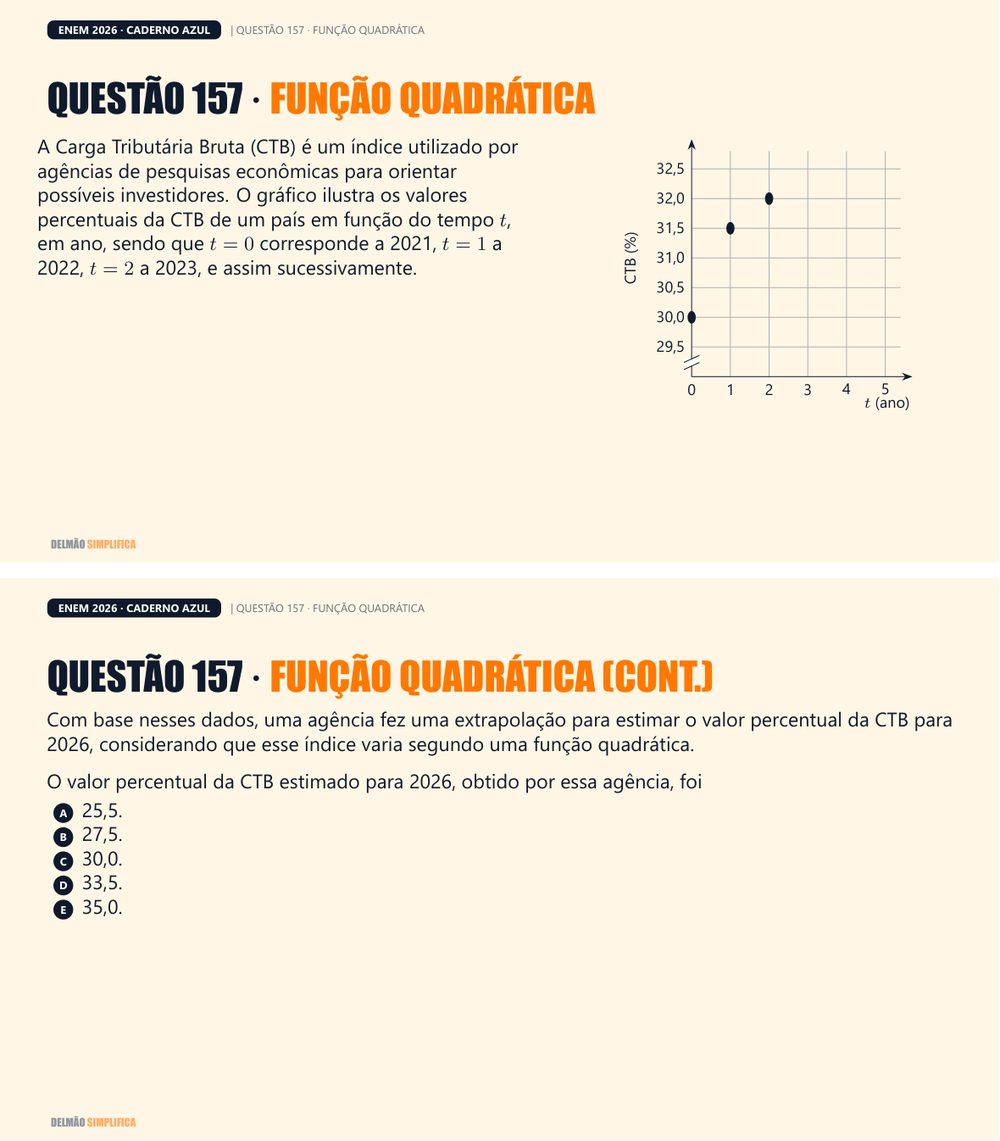 ENEM 2026 · CADERNO AZUL | QUESTÃO 157 · FUNÇÃO QUADRÁTICA
QUESTÃO 157 · FUNÇÃO QUADRÁTICA
A Carga Tributária Bruta (CTB) é um índice utilizado por
agências de pesquisas econômicas para orientar
possíveis investidores. O gráfico ilustra os valores
percentuais da CTB de um país em função do tempo t,
em ano, sendo que t = 0 corresponde a 2021, t = 1 a
2022, t = 2 a 2023, e assim sucessivamente.
CTB (%)
32,5
32,0
31,5
31,0
30,5
30,0
29,5
0 1 2 3 4 5
t (ano)
DELMÃO SIMPLIFICA
ENEM 2026 · CADERNO AZUL | QUESTÃO 157 · FUNÇÃO QUADRÁTICA
QUESTÃO 157 · FUNÇÃO QUADRÁTICA (CONT.)
Com base nesses dados, uma agência fez uma extrapolação para estimar o valor percentual da CTB para
2026, considerando que esse índice varia segundo uma função quadrática.
O valor percentual da CTB estimado para 2026, obtido por essa agência, foi
A 25,5.
B 27,5.
C 30,0.
D 33,5.
E 35,0.
DELMÃO SIMPLIFICA